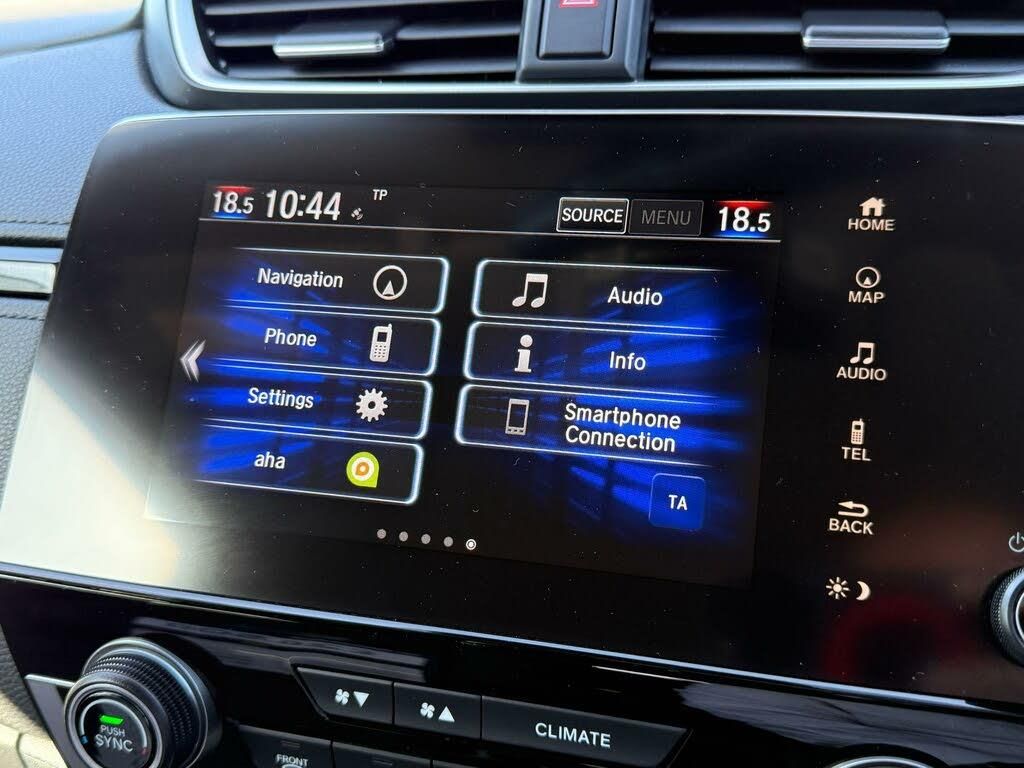 18.5 10:44 TP SOURCE MENU 18.5
Navigation
Phone
Settings
aha
Audio
Info
Smartphone
Connection
TA
HOME
MAP
AUDIO
TEL
BACK
PUSH
SYNC
CLIMATE
FRONT